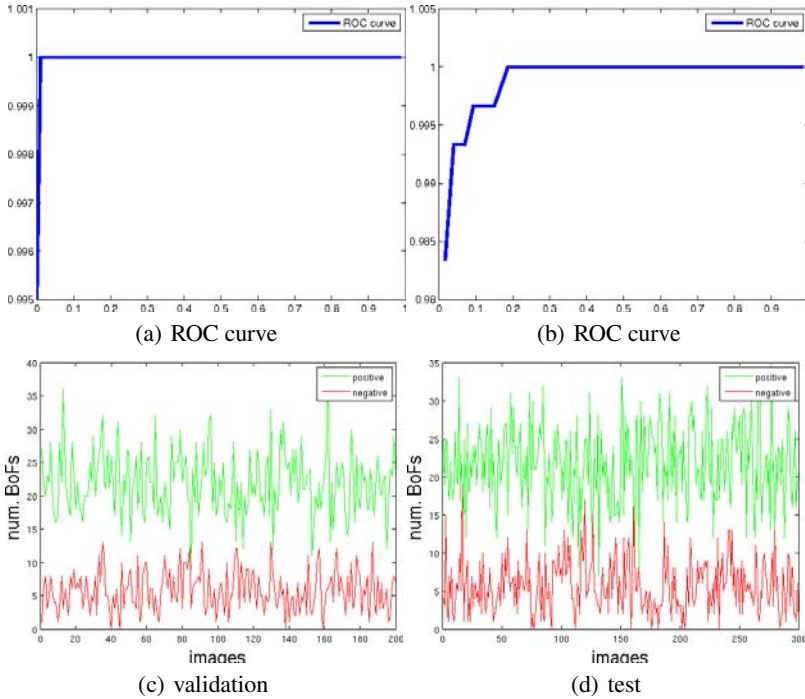 1.001
ROC curve
1
0.999
0.998
0.997
0.996
0.995
0 0.1 0.2 0.3 0.4 0.5 0.6 0.7 0.8 0.9 1
(a) ROC curve
1.005
ROC curve
1
0.995
0.99
0.985
0.98
0 0.1 0.2 0.3 0.4 0.5 0.6 0.7 0.8 0.9
(b) ROC curve
40
positive
negative
35
30
25
20
15
10
5
0
num. BoFs
0 20 40 60 80 100 120 140 160 180 200
images
(c) validation
35
positive
negative
30
25
20
15
10
5
0
num. BoFs
0 50 100 150 200 250 300
images
(d) test